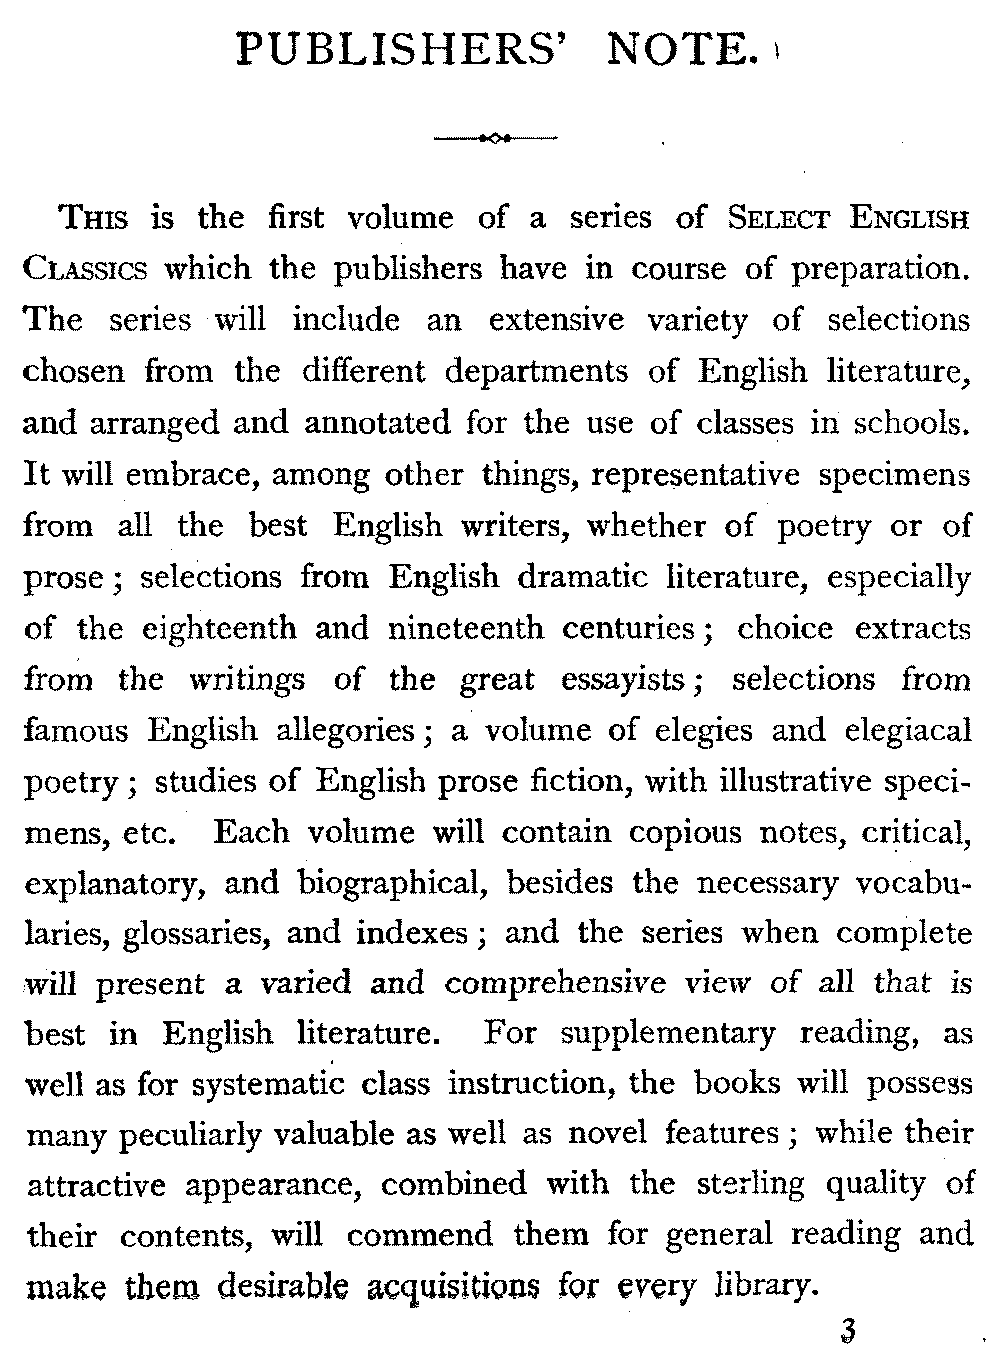 PUBLISHERS' NOTE.
THIS is the first volume of a series of SELECT ENGLISH
CLASSICS which the publishers have in course of preparation.
The series will include an extensive variety of selections
chosen from the different departments of English literature,
and arranged and annotated for the use of classes in schools.
It will embrace, among other things, representative specimens
from all the best English writers, whether of poetry or of
prose; selections from English dramatic literature, especially
of the eighteenth and nineteenth centuries; choice extracts
from the writings of the great essayists; selections from
famous English allegories; a volume of elegies and elegiacal
poetry; studies of English prose fiction, with illustrative speci-
mens, etc. Each volume will contain copious notes, critical,
explanatory, and biographical, besides the necessary vocabu-
laries, glossaries, and indexes; and the series when complete
will present a varied and comprehensive view of all that is
best in English literature. For supplementary reading, as
well as for systematic class instruction, the books will possess
many peculiarly valuable as well as novel features; while their
attractive appearance, combined with the sterling quality of
their contents, will commend them for general reading and
make them desirable acquisitions for every library.
3